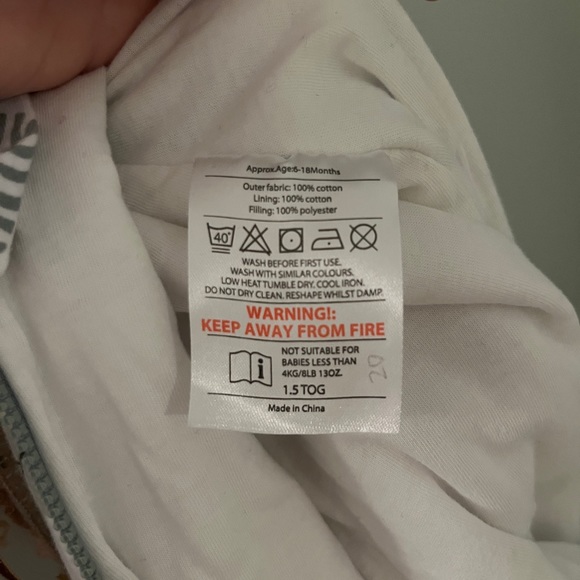 Approx.Age:6-18Months
Outer fabric: 100% cotton
Lining: 100% cotton
Filling: 100% polyester
40°
WASH BEFORE FIRST USE.
WASH WITH SIMILAR COLOURS.
LOW HEAT TUMBLE DRY. COOL IRON.
DO NOT DRY CLEAN. RESHAPE WHILST DAMP.
WARNING!:
KEEP AWAY FROM FIRE
i
NOT SUITABLE FOR
BABIES LESS THAN
4KG/8LB 13OZ.
1.5 TOG
20
Made in China